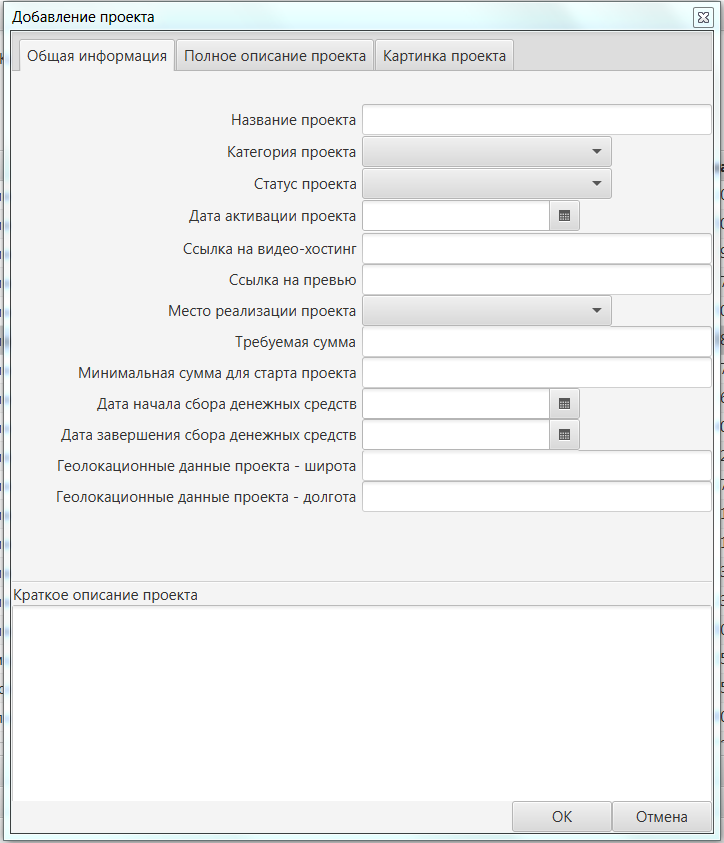 Добавление проекта
Общая информация Полное описание проекта Картинка проекта
Название проекта
Категория проекта
Статус проекта
Дата активации проекта
Ссылка на видео-хостинг
Ссылка на превью
Место реализации проекта
Требуемая сумма
Минимальная сумма для старта проекта
Дата начала сбора денежных средств
Дата завершения сбора денежных средств
Геолокационные данные проекта - широта
Геолокационные данные проекта - долгота
Краткое описание проекта
ОК Отмена